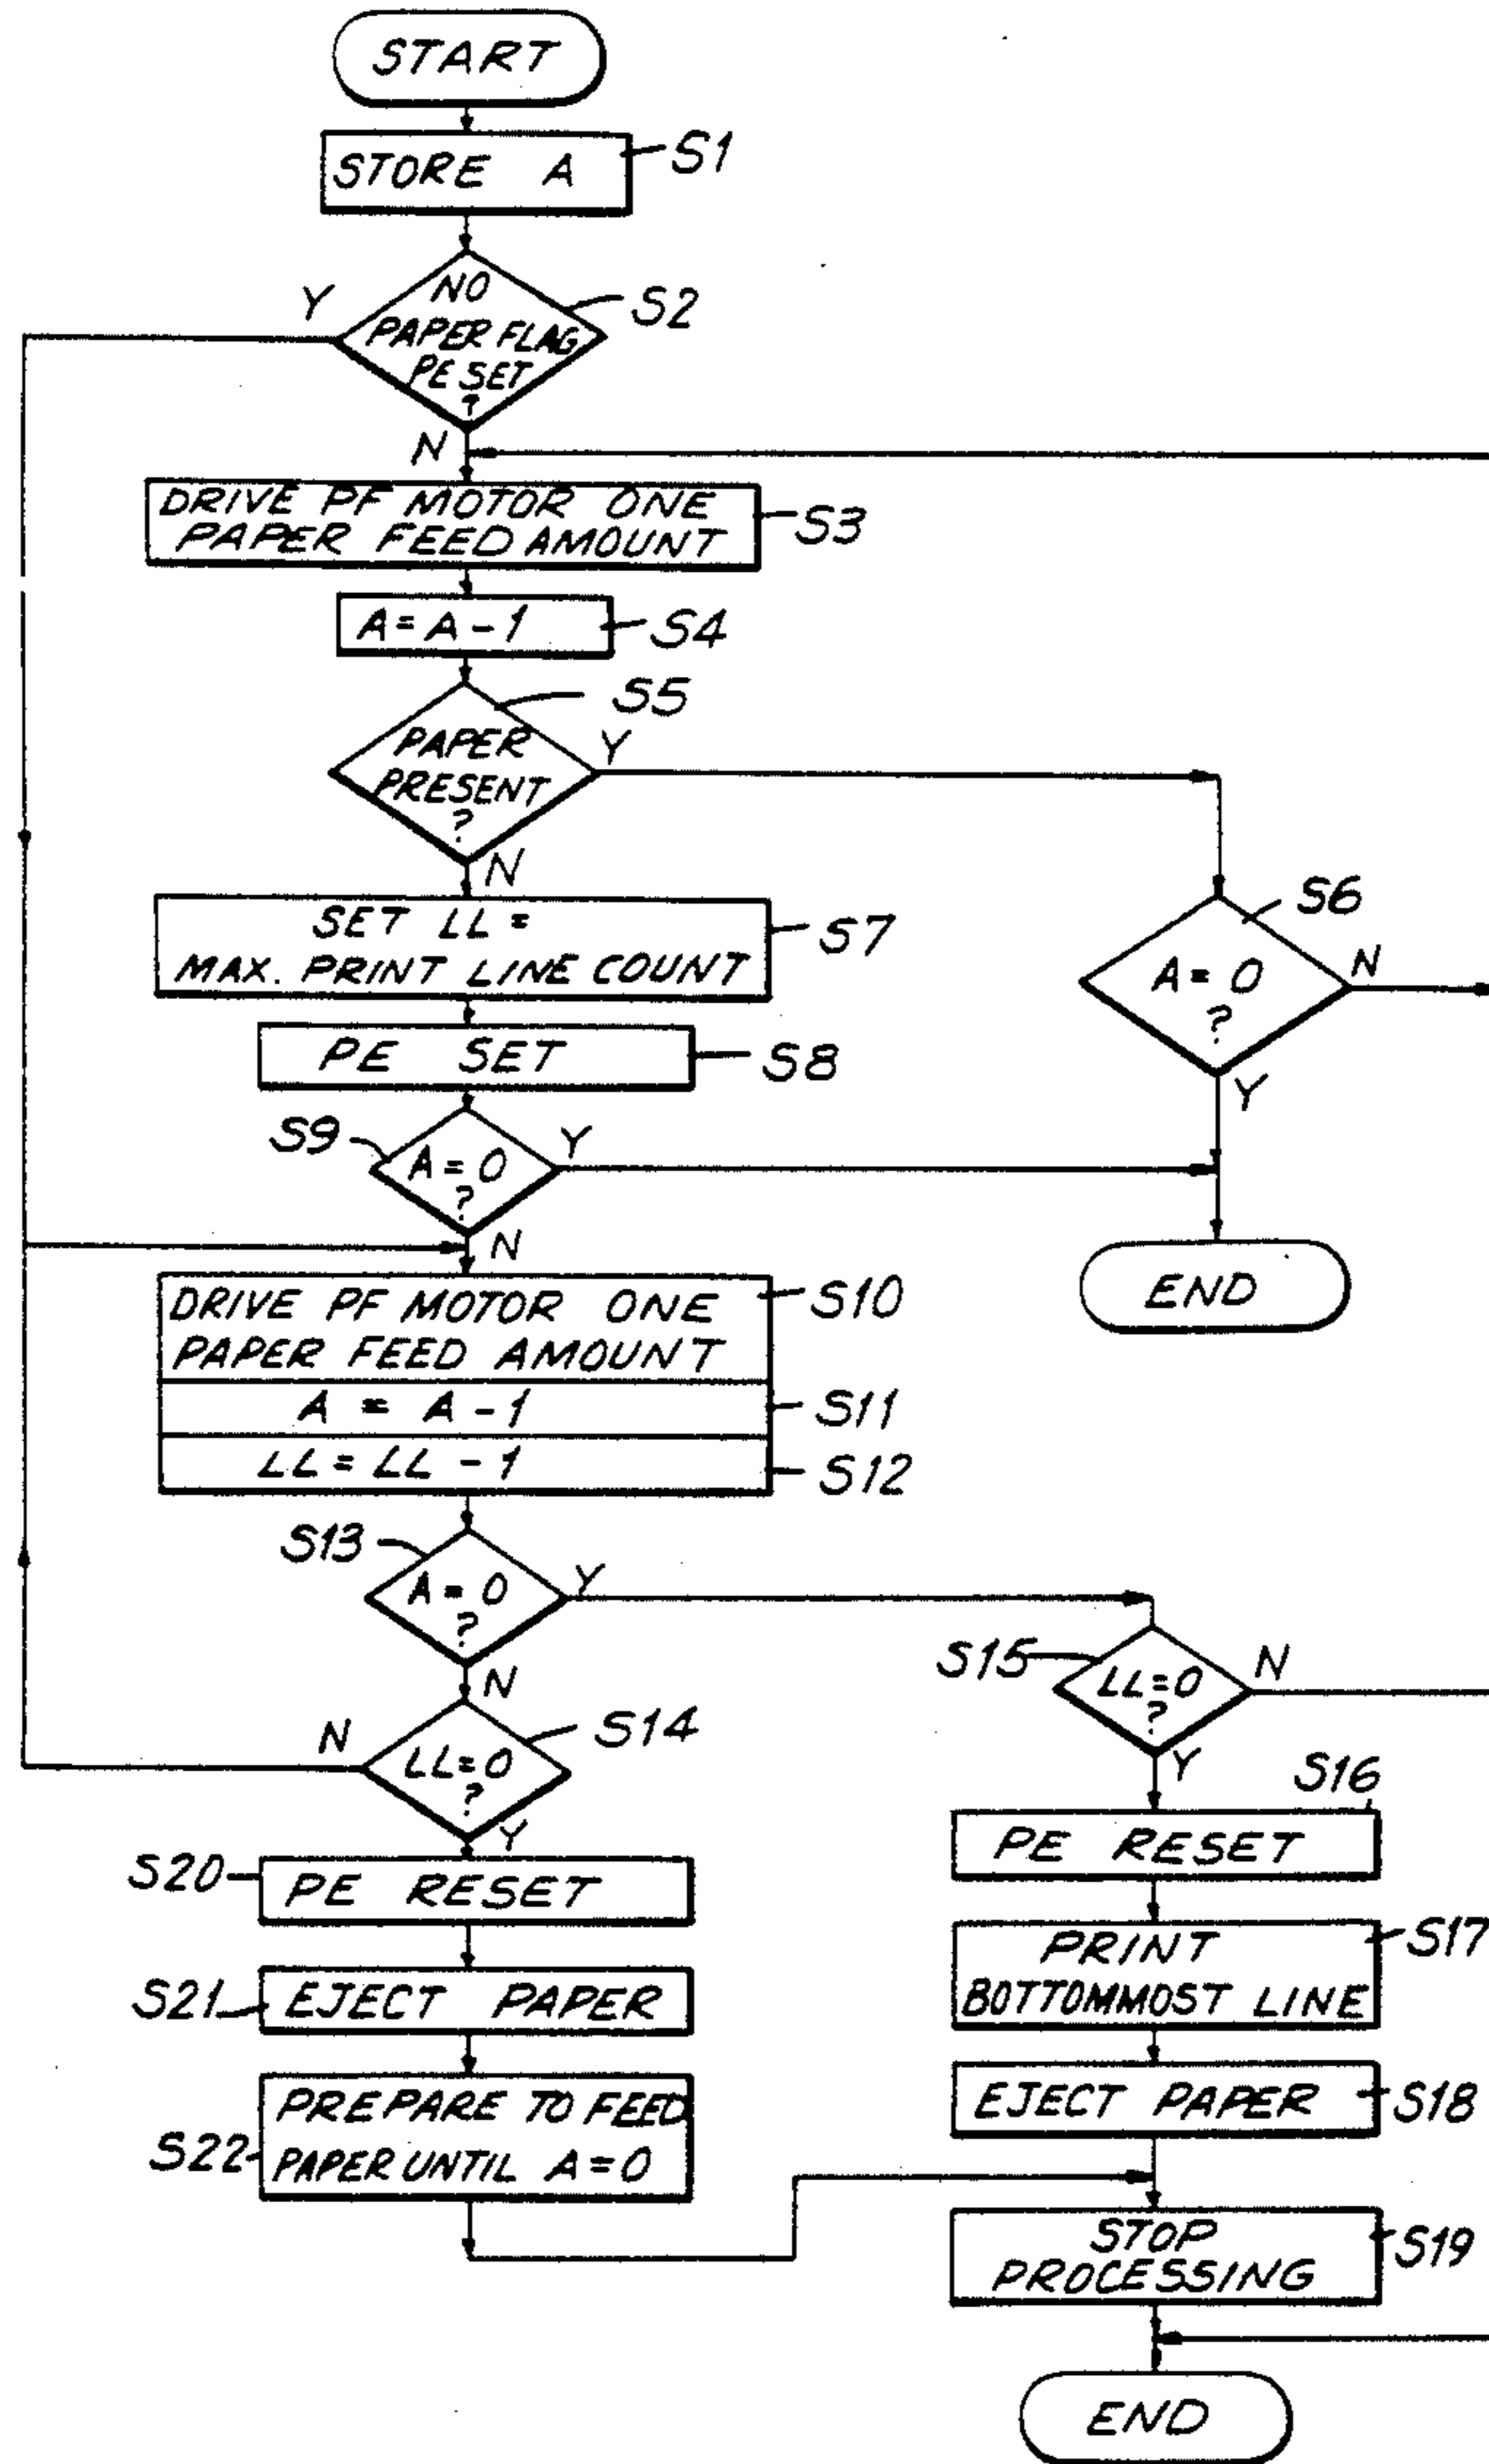 START
STORE A
S1
Y
NO
PAPER FLAG
PE SET
?
S2
N
DRIVE PF MOTOR ONE
PAPER FEED AMOUNT
S3
A = A - 1
S4
S5
PAPER
PRESENT
?
Y
N
SET LL =
MAX. PRINT LINE COUNT
S7
S6
A = 0
?
N
Y
PE SET
S8
S9
A = 0
?
Y
N
END
DRIVE PF MOTOR ONE
PAPER FEED AMOUNT
S10
A = A - 1
S11
LL = LL - 1
S12
S13
A = 0
?
Y
N
S15
LL = 0
?
N
Y
S14
LL = 0
?
N
Y
S16
PE RESET
S20
PE RESET
PRINT
BOTTOMMOST LINE
S17
S21
EJECT PAPER
EJECT PAPER
S18
PREPARE TO FEED
PAPER UNTIL A = 0
S22
STOP
PROCESSING
S19
END